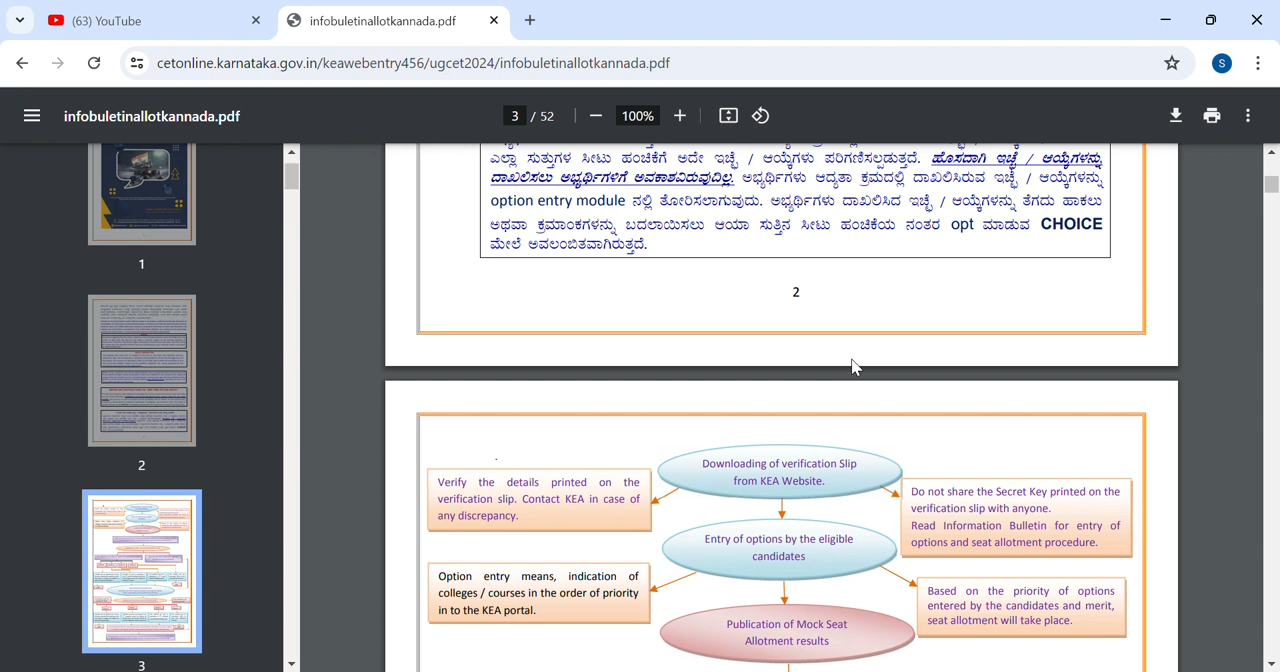 (63) YouTube
infobuletinallotkannada.pdf
cetonline.karnataka.gov.in/keawebentry456/ugcet2024/infobuletinallotkannada.pdf
S
infobuletinallotkannada.pdf
3 / 52
100%
ಎಲ್ಲಾ ಸುತ್ತುಗಳ ಸೀಟು ಹಂಚಿಕೆಗೆ ಅದೇ ಇಚ್ಛೆ / ಆಯ್ಕೆಗಳು ಪರಿಗಣಿಸಲ್ಪಡುತ್ತದೆ. ಹೊಸದಾಗಿ ಇಚ್ಛೆ / ಆಯ್ಕೆಗಳನ್ನು
ದಾಖಲಿಸಲು ಅಭ್ಯರ್ಥಿಗಳಿಗೆ ಅವಕಾಶವಿರುವುದಿಲ್ಲ. ಅಭ್ಯರ್ಥಿಗಳು ಆದ್ಯತಾ ಕ್ರಮದಲ್ಲಿ ದಾಖಲಿಸಿರುವ ಇಚ್ಛೆ / ಆಯ್ಕೆಗಳನ್ನು
option entry module ನಲ್ಲಿ ತೋರಿಸಲಾಗುವುದು. ಅಭ್ಯರ್ಥಿಗಳು ದಾಖಲಿಸಿದ ಇಚ್ಛೆ / ಆಯ್ಕೆಗಳನ್ನು ತೆಗದು ಹಾಕಲು
ಅಥವಾ ಕ್ರಮಾಂಕಗಳನ್ನು ಬದಲಾಯಿಸಲು ಆಯಾ ಸುತ್ತಿನ ಸೀಟು ಹಂಚಿಕೆಯ ನಂತರ opt ಮಾಡುವ CHOICE
ಮೇಲೆ ಅವಲಂಬಿತವಾಗಿರುತ್ತದೆ.
2
1
2
3
Downloading of verification Slip
from KEA Website.
Verify the details printed on the
verification slip. Contact KEA in case of
any discrepancy.
Do not share the Secret Key printed on the
verification slip with anyone.
Read Information Bulletin for entry of
options and seat allotment procedure.
Entry of options by the eligible
candidates
Option entry means, indication of
colleges / courses in the order of priority
in to the KEA portal.
Based on the priority of options
entered by the candidates and merit,
seat allotment will take place.
Publication of Mock Seat
Allotment results